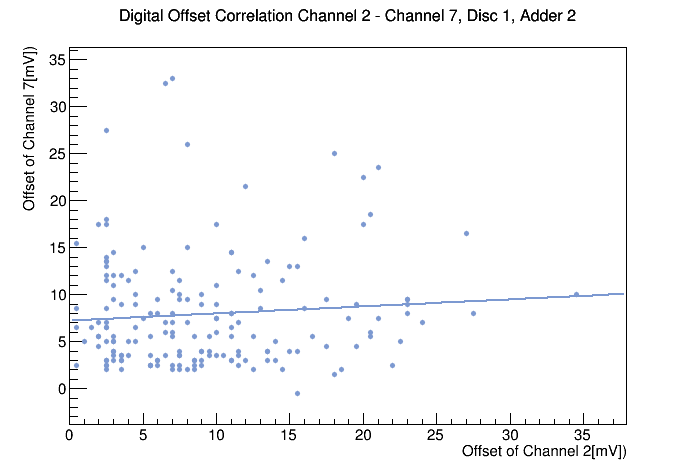 Digital Offset Correlation Channel 2 - Channel 7, Disc 1, Adder 2
Offset of Channel 7[mV])
35
30
25
20
15
10
5
0
0 5 10 15 20 25 30 35
Offset of Channel 2[mV])